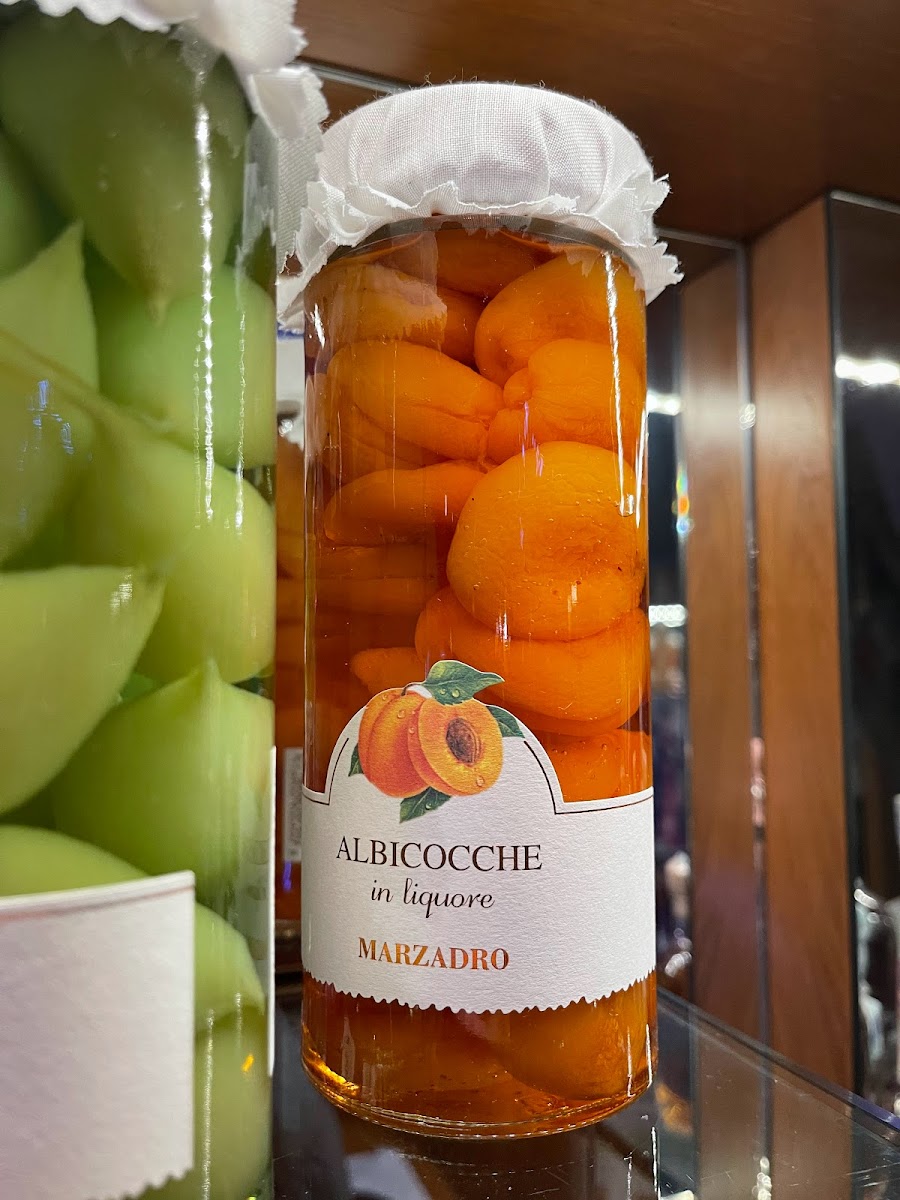 ALBICOCCHE
in liquore
MARZADRO